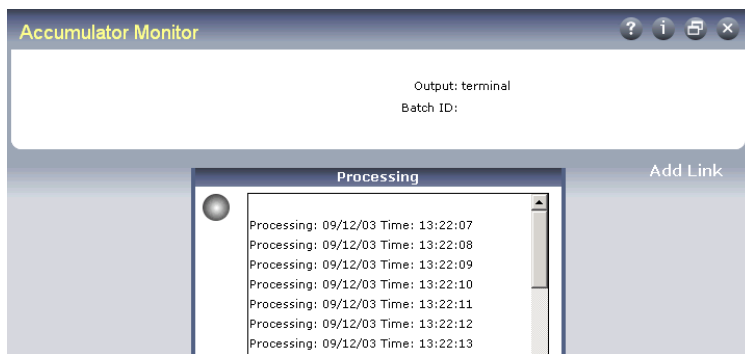 Accumulator Monitor
? i
Output: terminal
Batch ID:
Processing
Add Link
Processing: 09/12/03 Time: 13:22:07
Processing: 09/12/03 Time: 13:22:08
Processing: 09/12/03 Time: 13:22:09
Processing: 09/12/03 Time: 13:22:10
Processing: 09/12/03 Time: 13:22:11
Processing: 09/12/03 Time: 13:22:12
Processing: 09/12/03 Time: 13:22:13